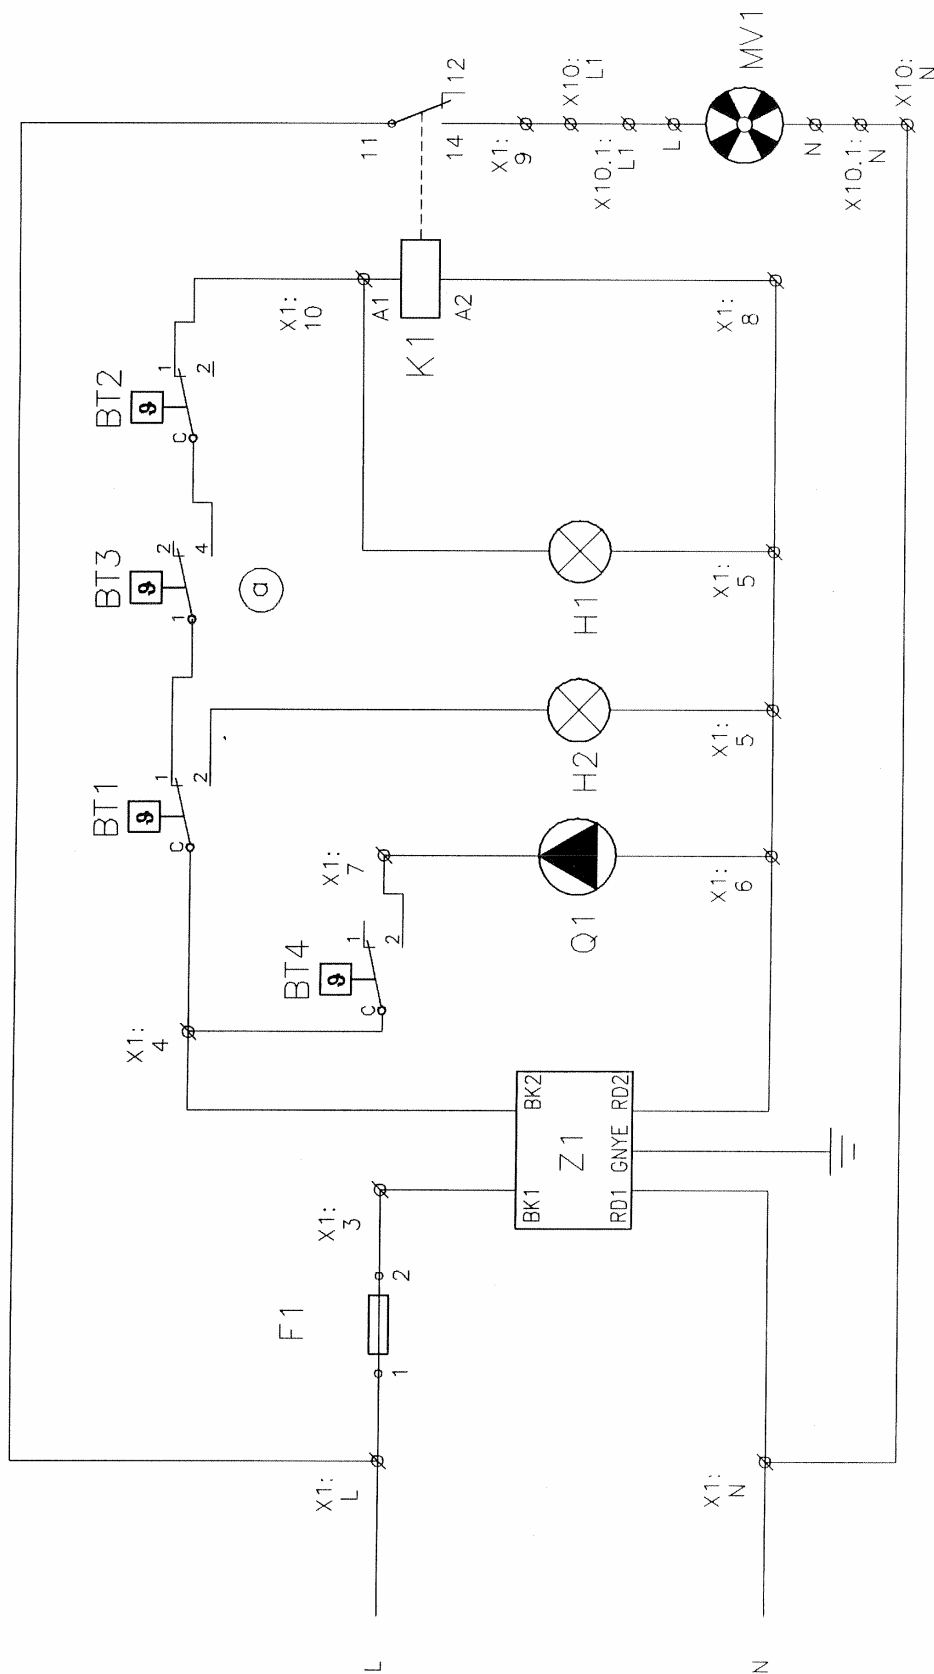 BT1
BT3
BT2
ϑ
ϑ
ϑ
X1:
4
C
1
2
1
2
4
C
1
2
a
BT4
ϑ
C
1
2
X1:
7
X1:
10
A1
K1
A2
11
14
12
F1
1
2
X1:
3
X1:
L
L
BK1
BK2
Z1
RD1
GNYE
RD2
Q1
H2
H1
X1:
9
X10:
L1
X10.1:
L1
L
MV1
X1:
N
N
X1:
6
X1:
5
X1:
5
X1:
8
N
X10.1:
N
X10:
N